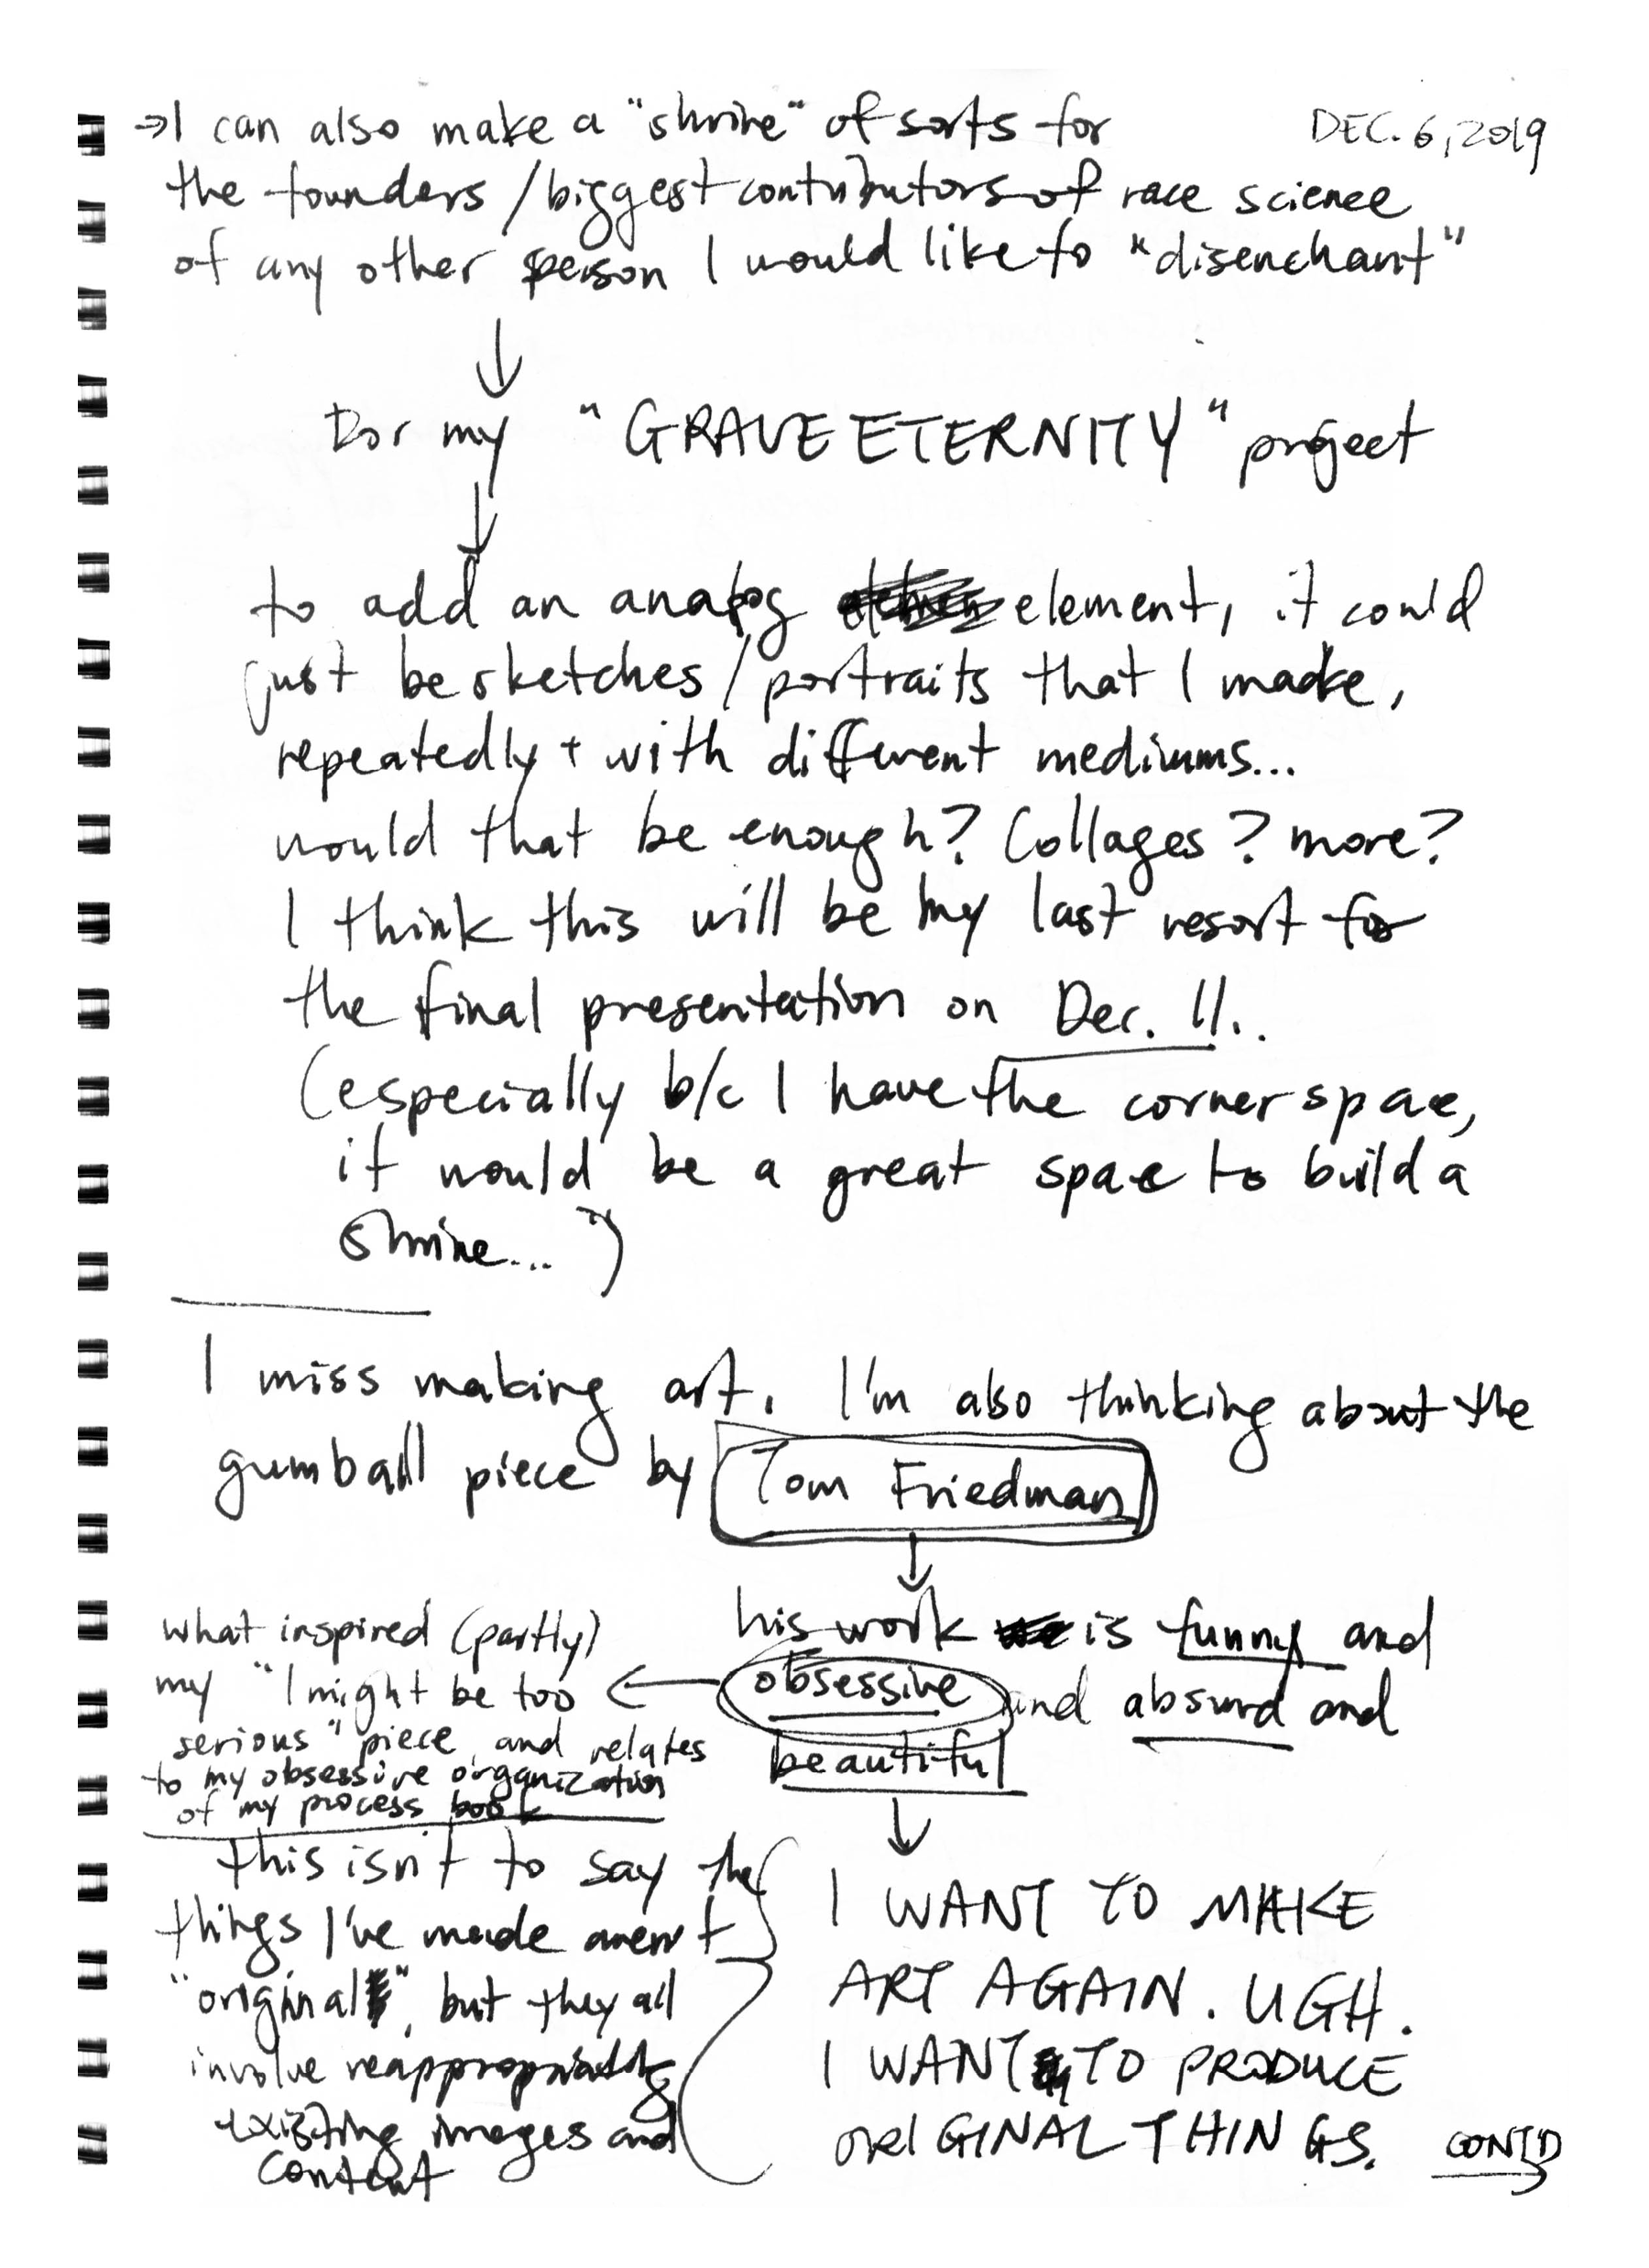 → I can also make a "shrine" of sorts for
DEC. 6, 2019
the founders / biggest contributors of race science
of any other person I would like to "disenchant"
↓
For my "GRAVE ETERNITY" project
↓
to add an analog element, it could
just be sketches / portraits that I make,
repeatedly + with different mediums...
would that be enough? Collages? more?
I think this will be my last resort for
the final presentation on Dec. 11..
(especially b/c I have the corner space,
it would be a great space to build a
shrine...")
I miss making art. I'm also thinking about the
gumball piece by Tom Friedman
↓
his work is funny and
obsessive and absurd and
beautiful
←
what inspired (partly)
my "I might be too
serious" piece, and relates
to my obsessive organization
of my process book
↓
I WANT TO MAKE
ART AGAIN. UGH.
I WANT TO PRODUCE
ORIGINAL THINGS.
this isn't to say the
things I've made aren't
"original", but they all
involve reappropriating
existing images and
content
CONT'D